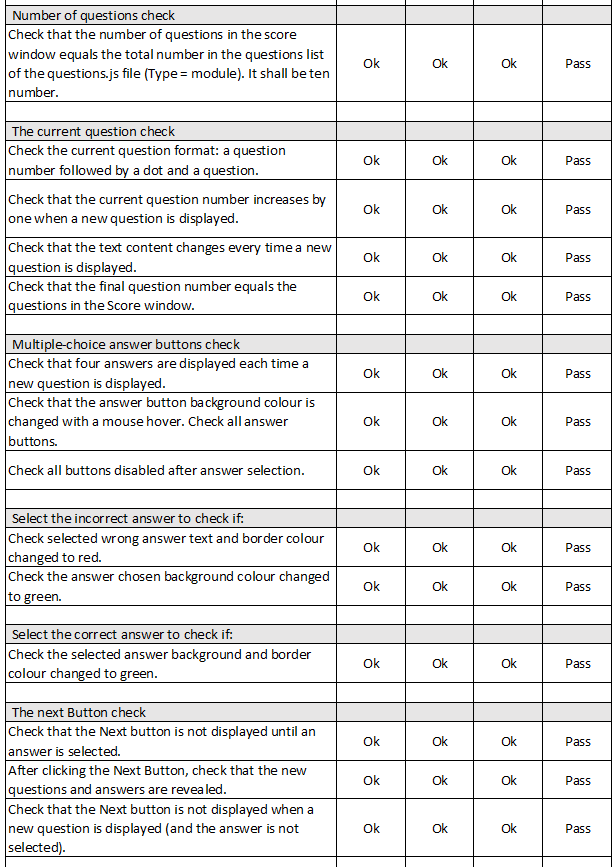 Number of questions check
Check that the number of questions in the score
window equals the total number in the questions list
of the questions.js file (Type = module). It shall be ten
number.
Ok Ok Ok Pass
The current question check
Check the current question format: a question
number followed by a dot and a question.
Ok Ok Ok Pass
Check that the current question number increases by
one when a new question is displayed.
Ok Ok Ok Pass
Check that the text content changes every time a new
question is displayed.
Ok Ok Ok Pass
Check that the final question number equals the
questions in the Score window.
Ok Ok Ok Pass
Multiple-choice answer buttons check
Check that four answers are displayed each time a
new question is displayed.
Ok Ok Ok Pass
Check that the answer button background colour is
changed with a mouse hover. Check all answer
buttons.
Ok Ok Ok Pass
Check all buttons disabled after answer selection.
Ok Ok Ok Pass
Select the incorrect answer to check if:
Check selected wrong answer text and border colour
changed to red.
Ok Ok Ok Pass
Check the answer chosen background colour changed
to green.
Ok Ok Ok Pass
Select the correct answer to check if:
Check the selected answer background and border
colour changed to green.
Ok Ok Ok Pass
The next Button check
Check that the Next button is not displayed until an
answer is selected.
Ok Ok Ok Pass
After clicking the Next Button, check that the new
questions and answers are revealed.
Ok Ok Ok Pass
Check that the Next button is not displayed when a
new question is displayed (and the answer is not
selected).
Ok Ok Ok Pass